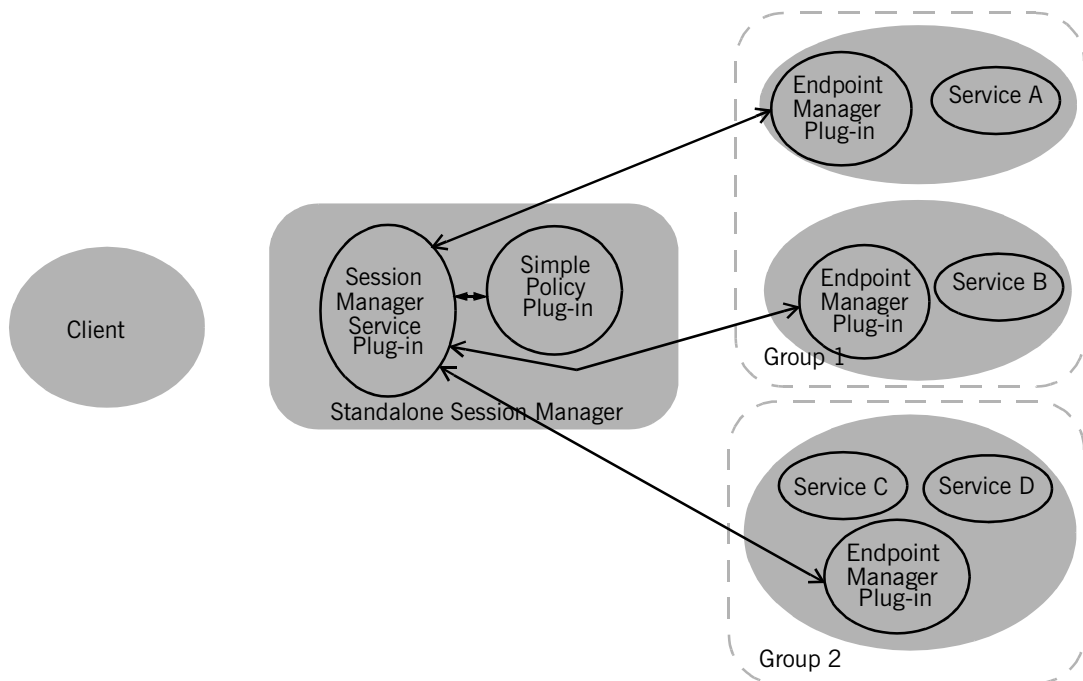 Client
Session
Manager
Service
Plug-in
Simple
Policy
Plug-in
Standalone Session Manager
Endpoint
Manager
Plug-in
Service A
Endpoint
Manager
Plug-in
Service B
Group 1
Service C
Service D
Endpoint
Manager
Plug-in
Group 2